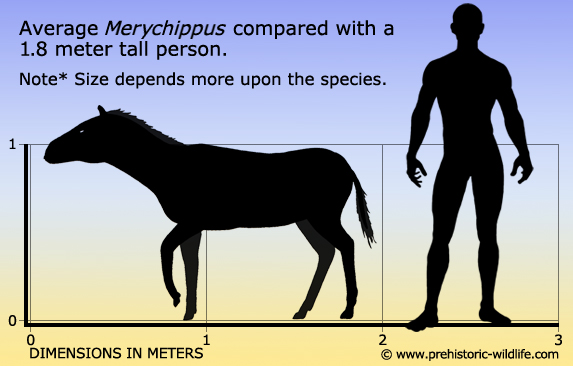 Average Merychippus compared with a
1.8 meter tall person.
Note* Size depends more upon the species.
1
0
0 1 2 3
DIMENSIONS IN METERS © www.prehistoric-wildlife.com